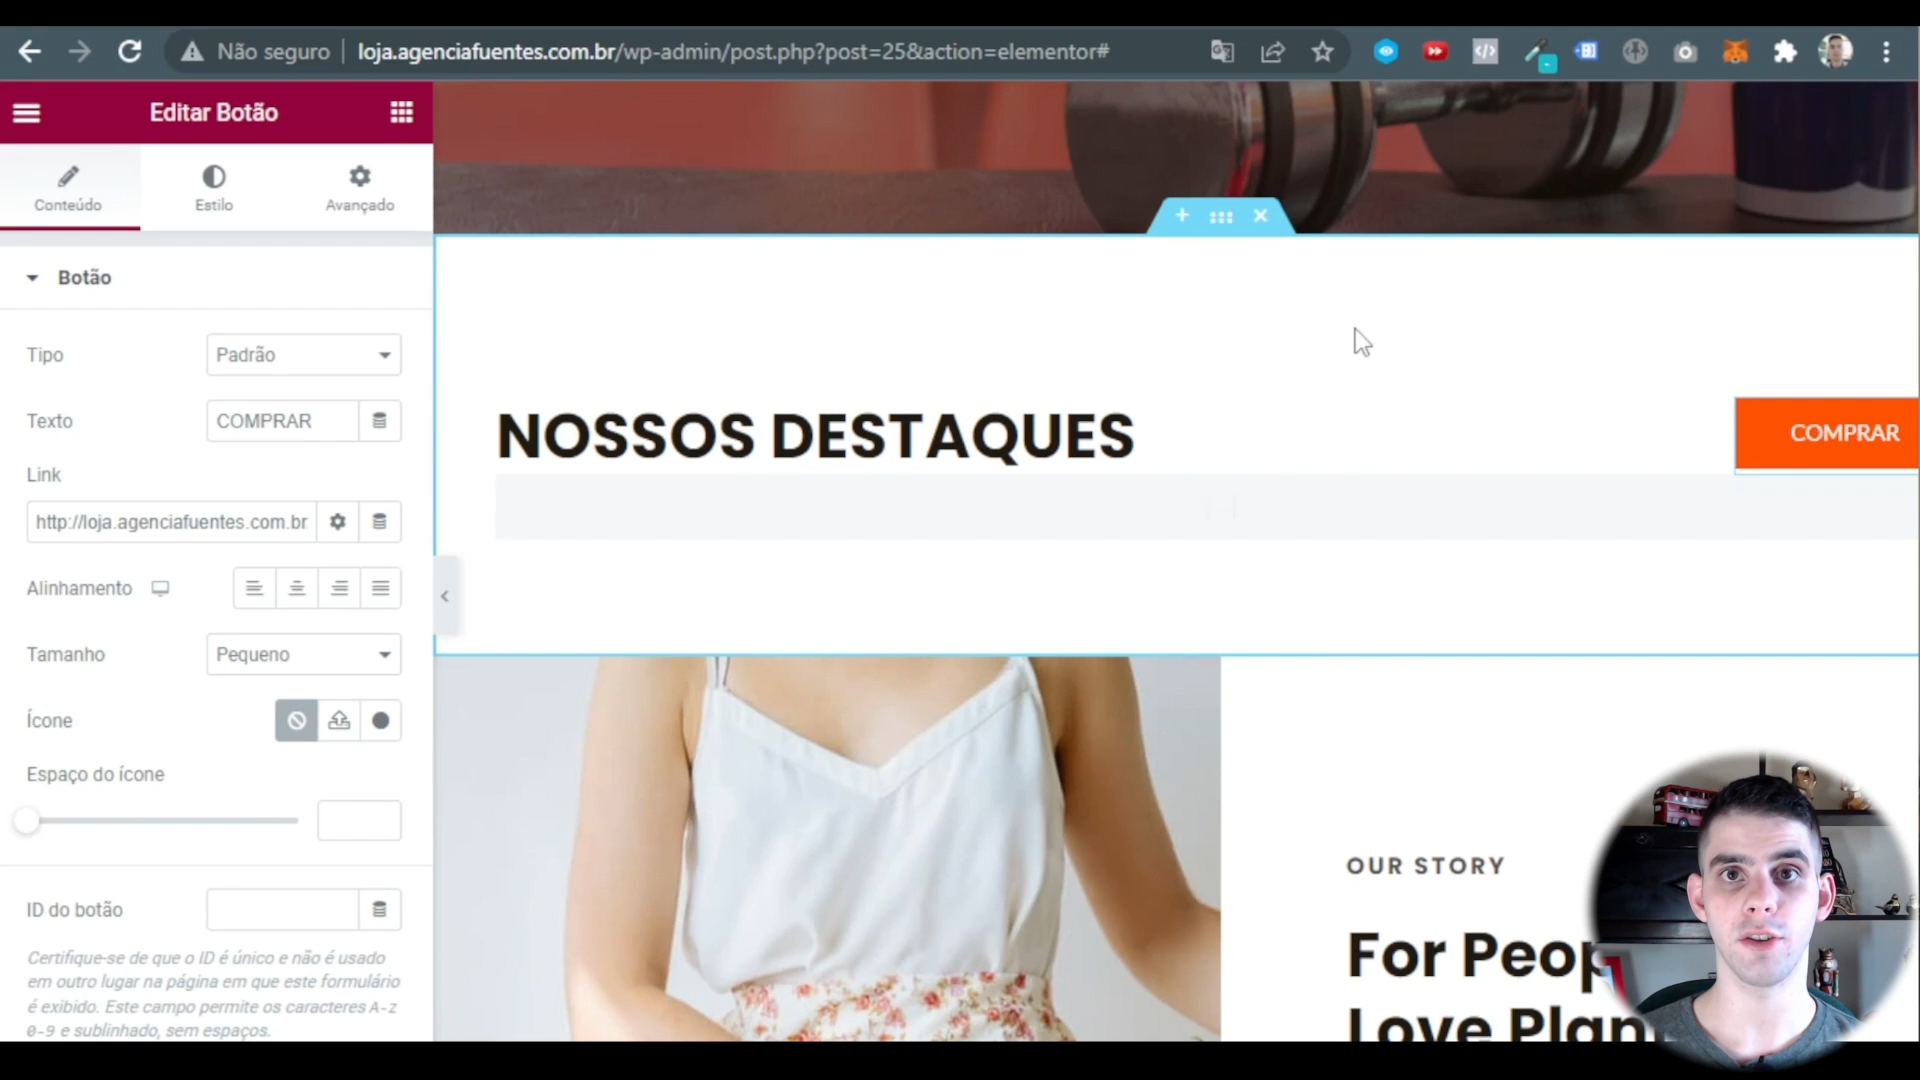 Não seguro
loja.agenciafuentes.com.br/wp-admin/post.php?post=25&action=elementor#
Editar Botão
Conteúdo
Estilo
Avançado
Botão
Tipo
Padrão
Texto
COMPRAR
Link
http://loja.agenciafuentes.com.br
Alinhamento
Tamanho
Pequeno
Ícone
Espaço do ícone
ID do botão
Certifique-se de que o ID é único e não é usado
em outro lugar na página em que este formulário
é exibido. Este campo permite os caracteres A-z
0-9 e sublinhado, sem espaços.
NOSSOS DESTAQUES
COMPRAR
OUR STORY
For Peop
Love Plan